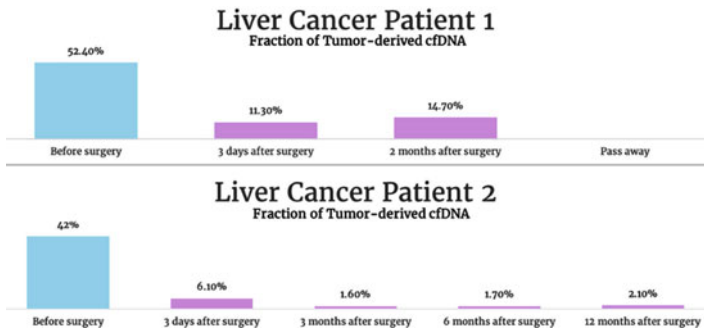 Liver Cancer Patient 1
Fraction of Tumor-derived cfDNA
52.40%
11.30%
14.70%
Before surgery
3 days after surgery
2 months after surgery
Pass away
Liver Cancer Patient 2
Fraction of Tumor-derived cfDNA
42%
6.10%
1.60%
1.70%
2.10%
Before surgery
3 days after surgery
3 months after surgery
6 months after surgery
12 months after surgery